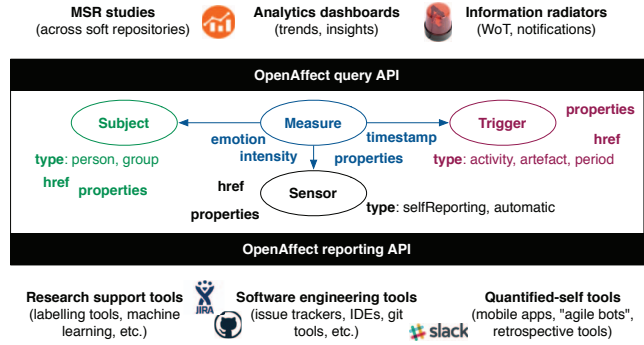 MSR studies
(across soft repositories)
Analytics dashboards
(trends, insights)
Information radiators
(WoT, notifications)
OpenAffect query API
Subject
Measure
Trigger
properties
emotion
timestamp
href
intensity
properties
type: person, group
type: activity, artefact, period
href
properties
href
Sensor
properties
type: selfReporting, automatic
OpenAffect reporting API
Research support tools
(labelling tools, machine
learning, etc.)
JIRA
Software engineering tools
(issue trackers, IDEs, git
tools, etc.)
slack
Quantified-self tools
(mobile apps, "agile bots",
retrospective tools)